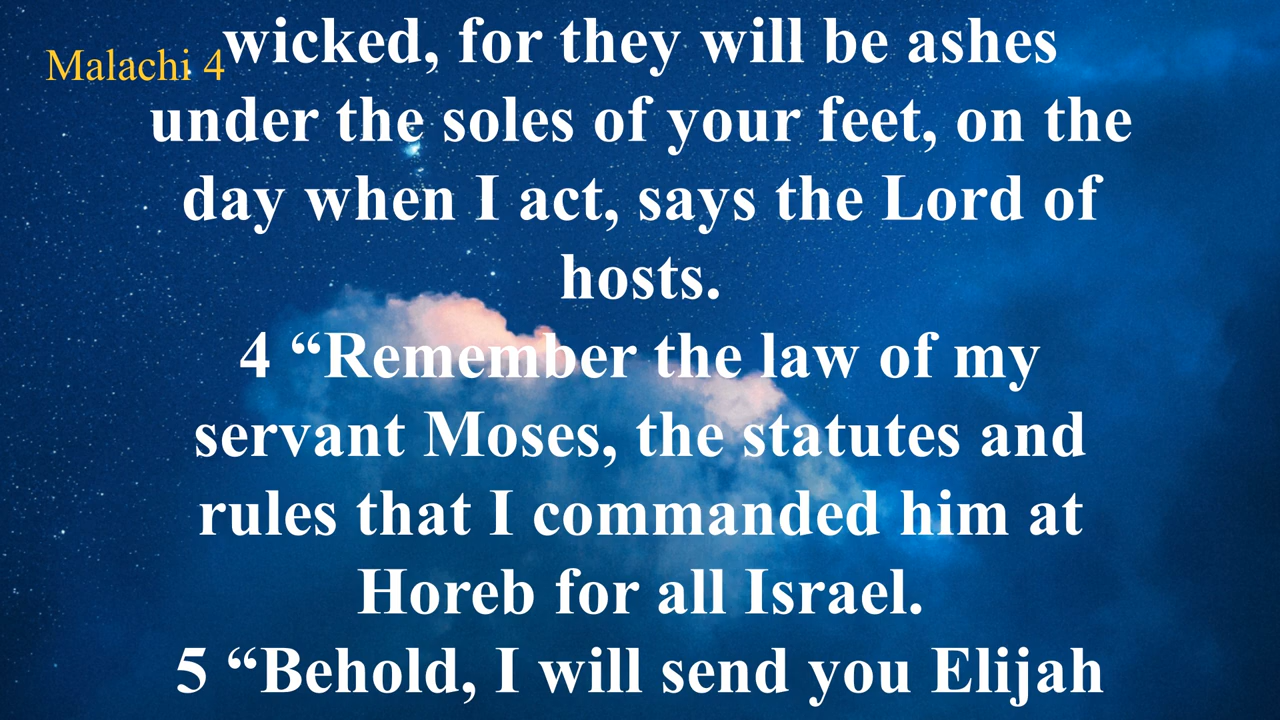 Malachi 4
wicked, for they will be ashes
under the soles of your feet, on the
day when I act, says the Lord of
hosts.
4 “Remember the law of my
servant Moses, the statutes and
rules that I commanded him at
Horeb for all Israel.
5 “Behold, I will send you Elijah